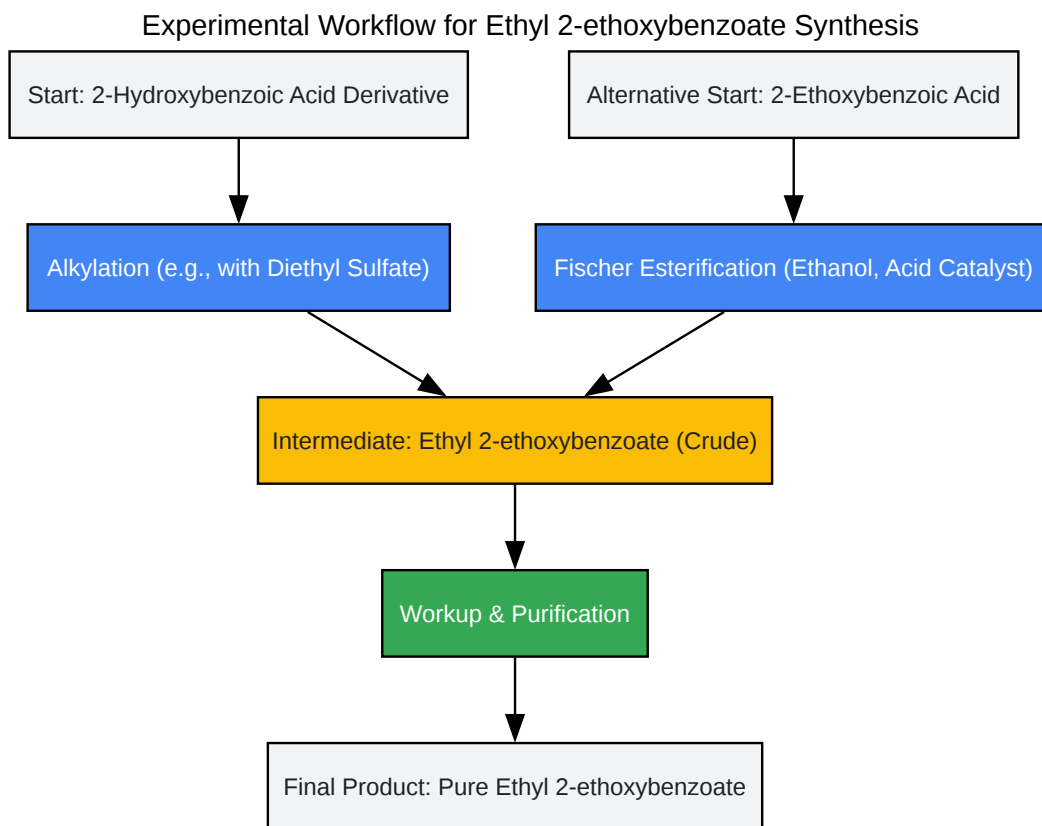 Experimental Workflow for Ethyl 2-ethoxybenzoate Synthesis
Start: 2-Hydroxybenzoic Acid Derivative
Alternative Start: 2-Ethoxybenzoic Acid
Alkylation (e.g., with Diethyl Sulfate)
Fischer Esterification (Ethanol, Acid Catalyst)
Intermediate: Ethyl 2-ethoxybenzoate (Crude)
Workup & Purification
Final Product: Pure Ethyl 2-ethoxybenzoate